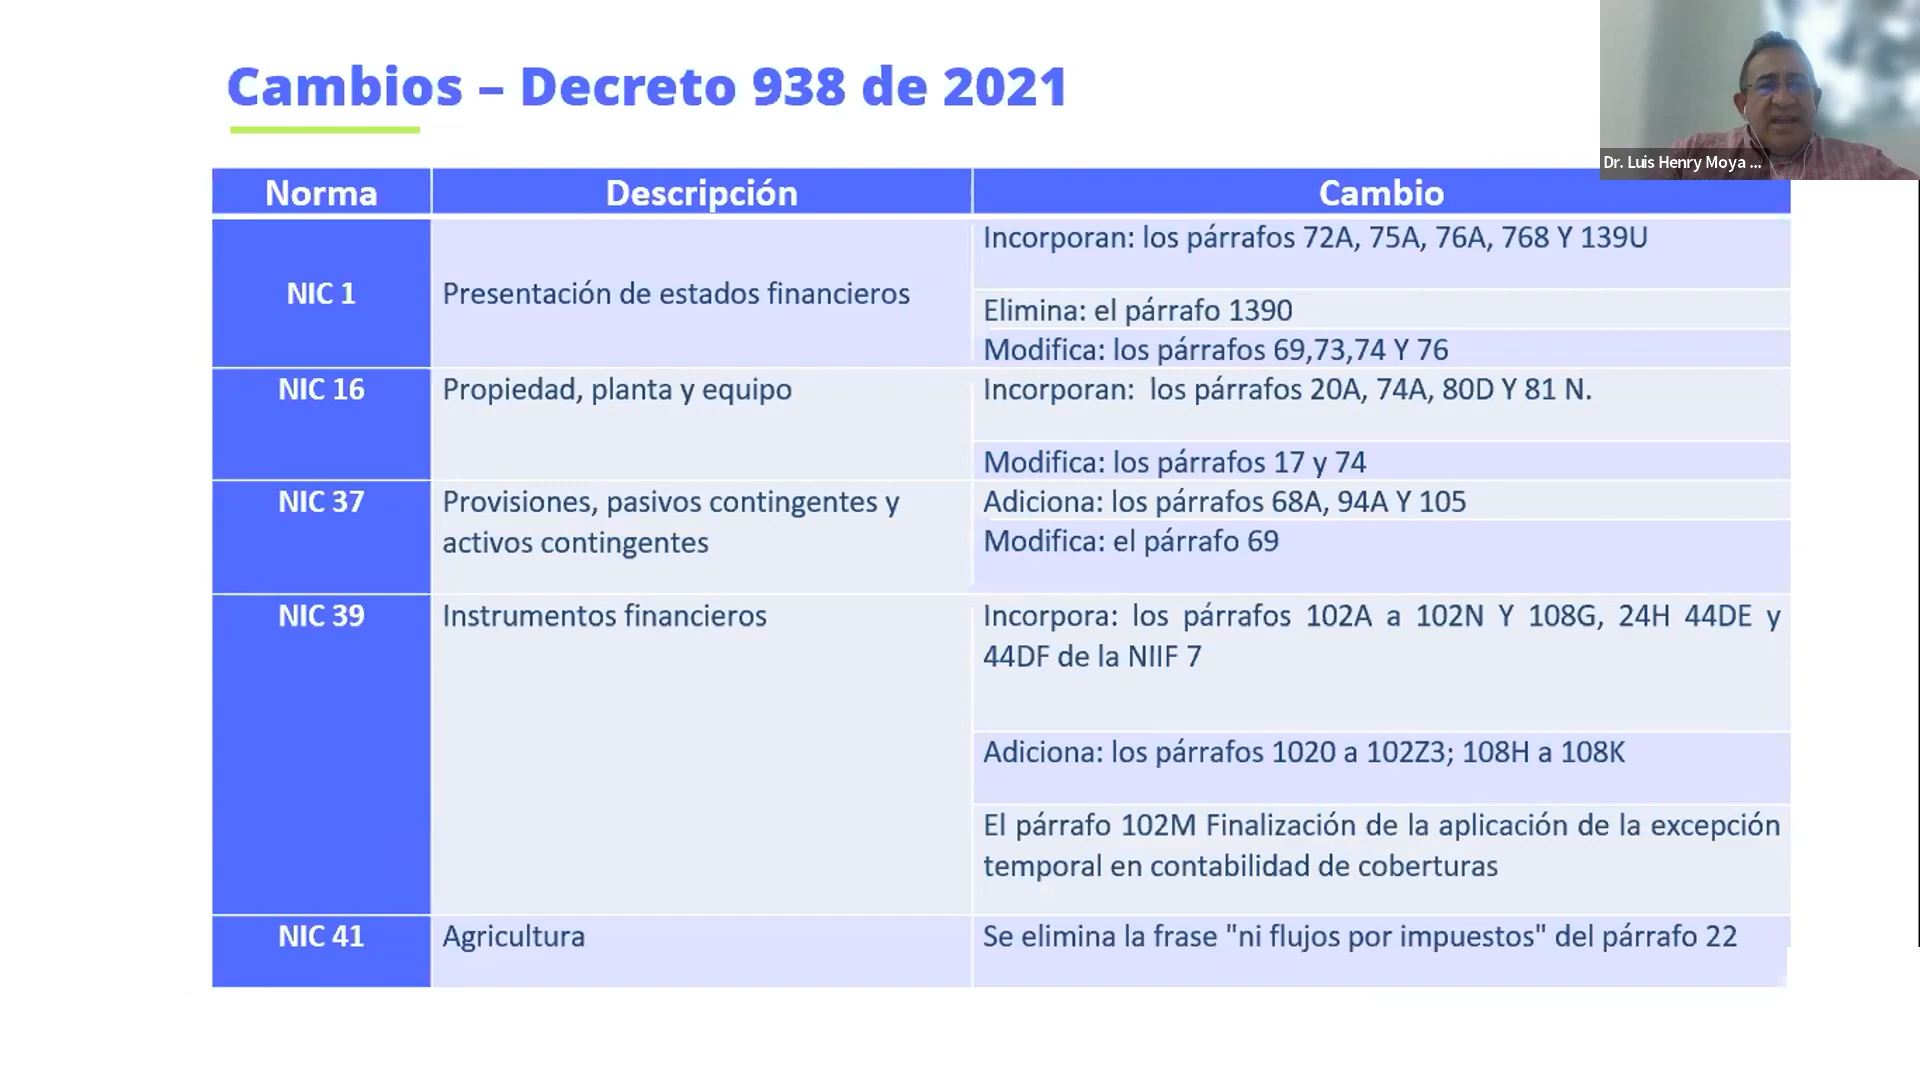 Cambios – Decreto 938 de 2021
Dr. Luis Henry Moya ...
Norma Descripción Cambio
NIC 1 Presentación de estados financieros
Incorporan: los párrafos 72A, 75A, 76A, 768 Y 139U
Elimina: el párrafo 1390
Modifica: los párrafos 69,73,74 Y 76
NIC 16 Propiedad, planta y equipo
Incorporan: los párrafos 20A, 74A, 80D Y 81 N.
Modifica: los párrafos 17 y 74
NIC 37 Provisiones, pasivos contingentes y
activos contingentes
Adiciona: los párrafos 68A, 94A Y 105
Modifica: el párrafo 69
NIC 39 Instrumentos financieros
Incorpora: los párrafos 102A a 102N Y 108G, 24H 44DE y
44DF de la NIIF 7
Adiciona: los párrafos 1020 a 102Z3; 108H a 108K
El párrafo 102M Finalización de la aplicación de la excepción
temporal en contabilidad de coberturas
NIC 41 Agricultura
Se elimina la frase "ni flujos por impuestos" del párrafo 22